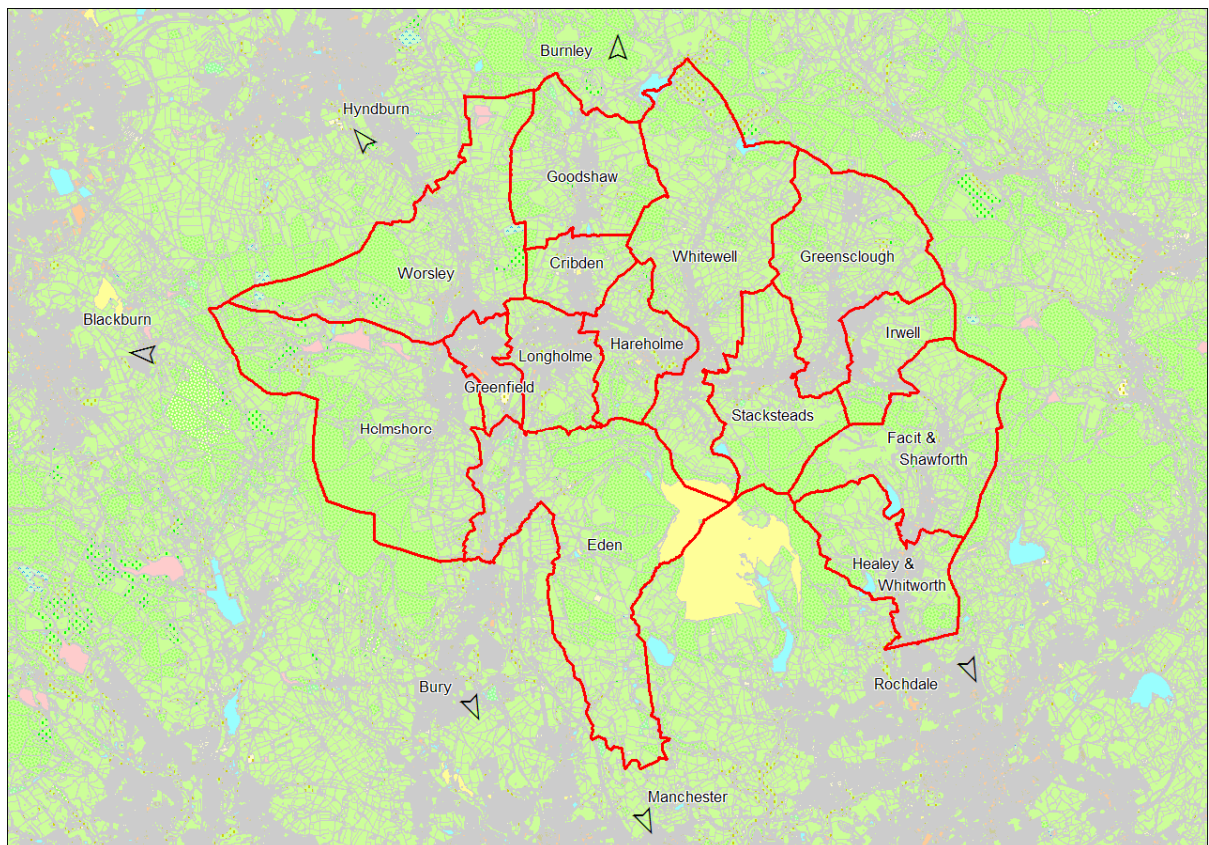 Burnley
Hyndburn
Goodshaw
Cribden
Whitewell
Greensclough
Worsley
Blackburn
Irwell
Hareholme
Longholme
Greenfield
Stacksteads
Helmshore
Facit &
Shawforth
Eden
Healey &
Whitworth
Bury
Rochdale
Manchester